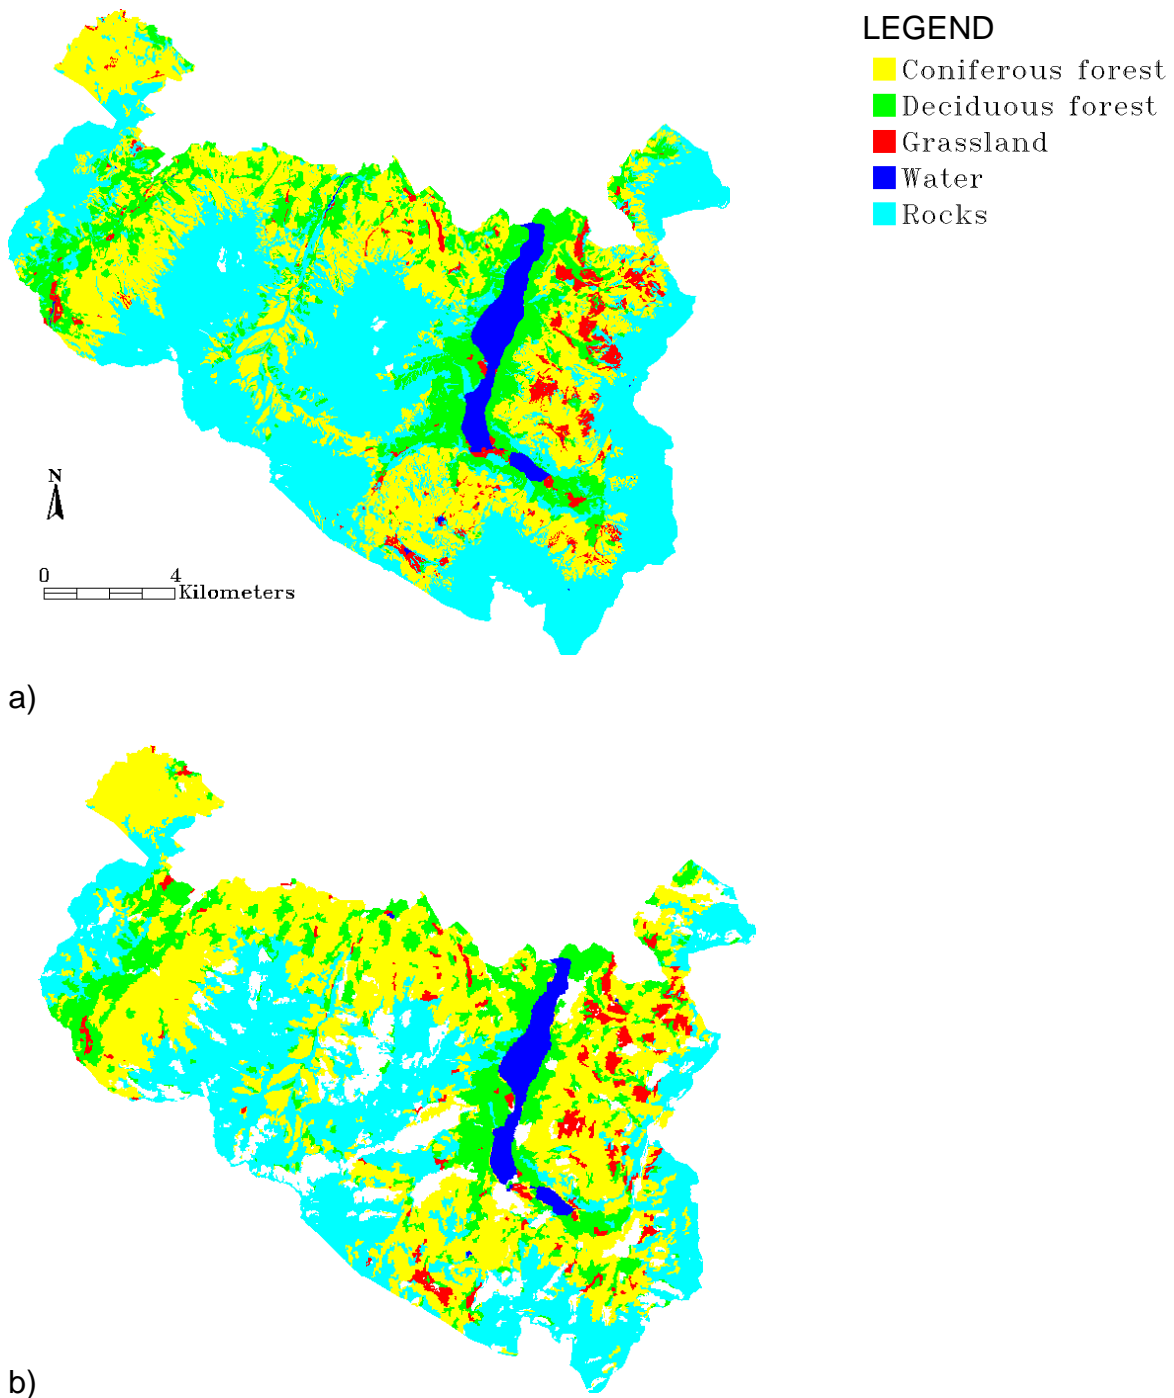 LEGEND
Coniferous forest
Deciduous forest
Grassland
Water
Rocks
N
0 4
Kilometers
a)
b)